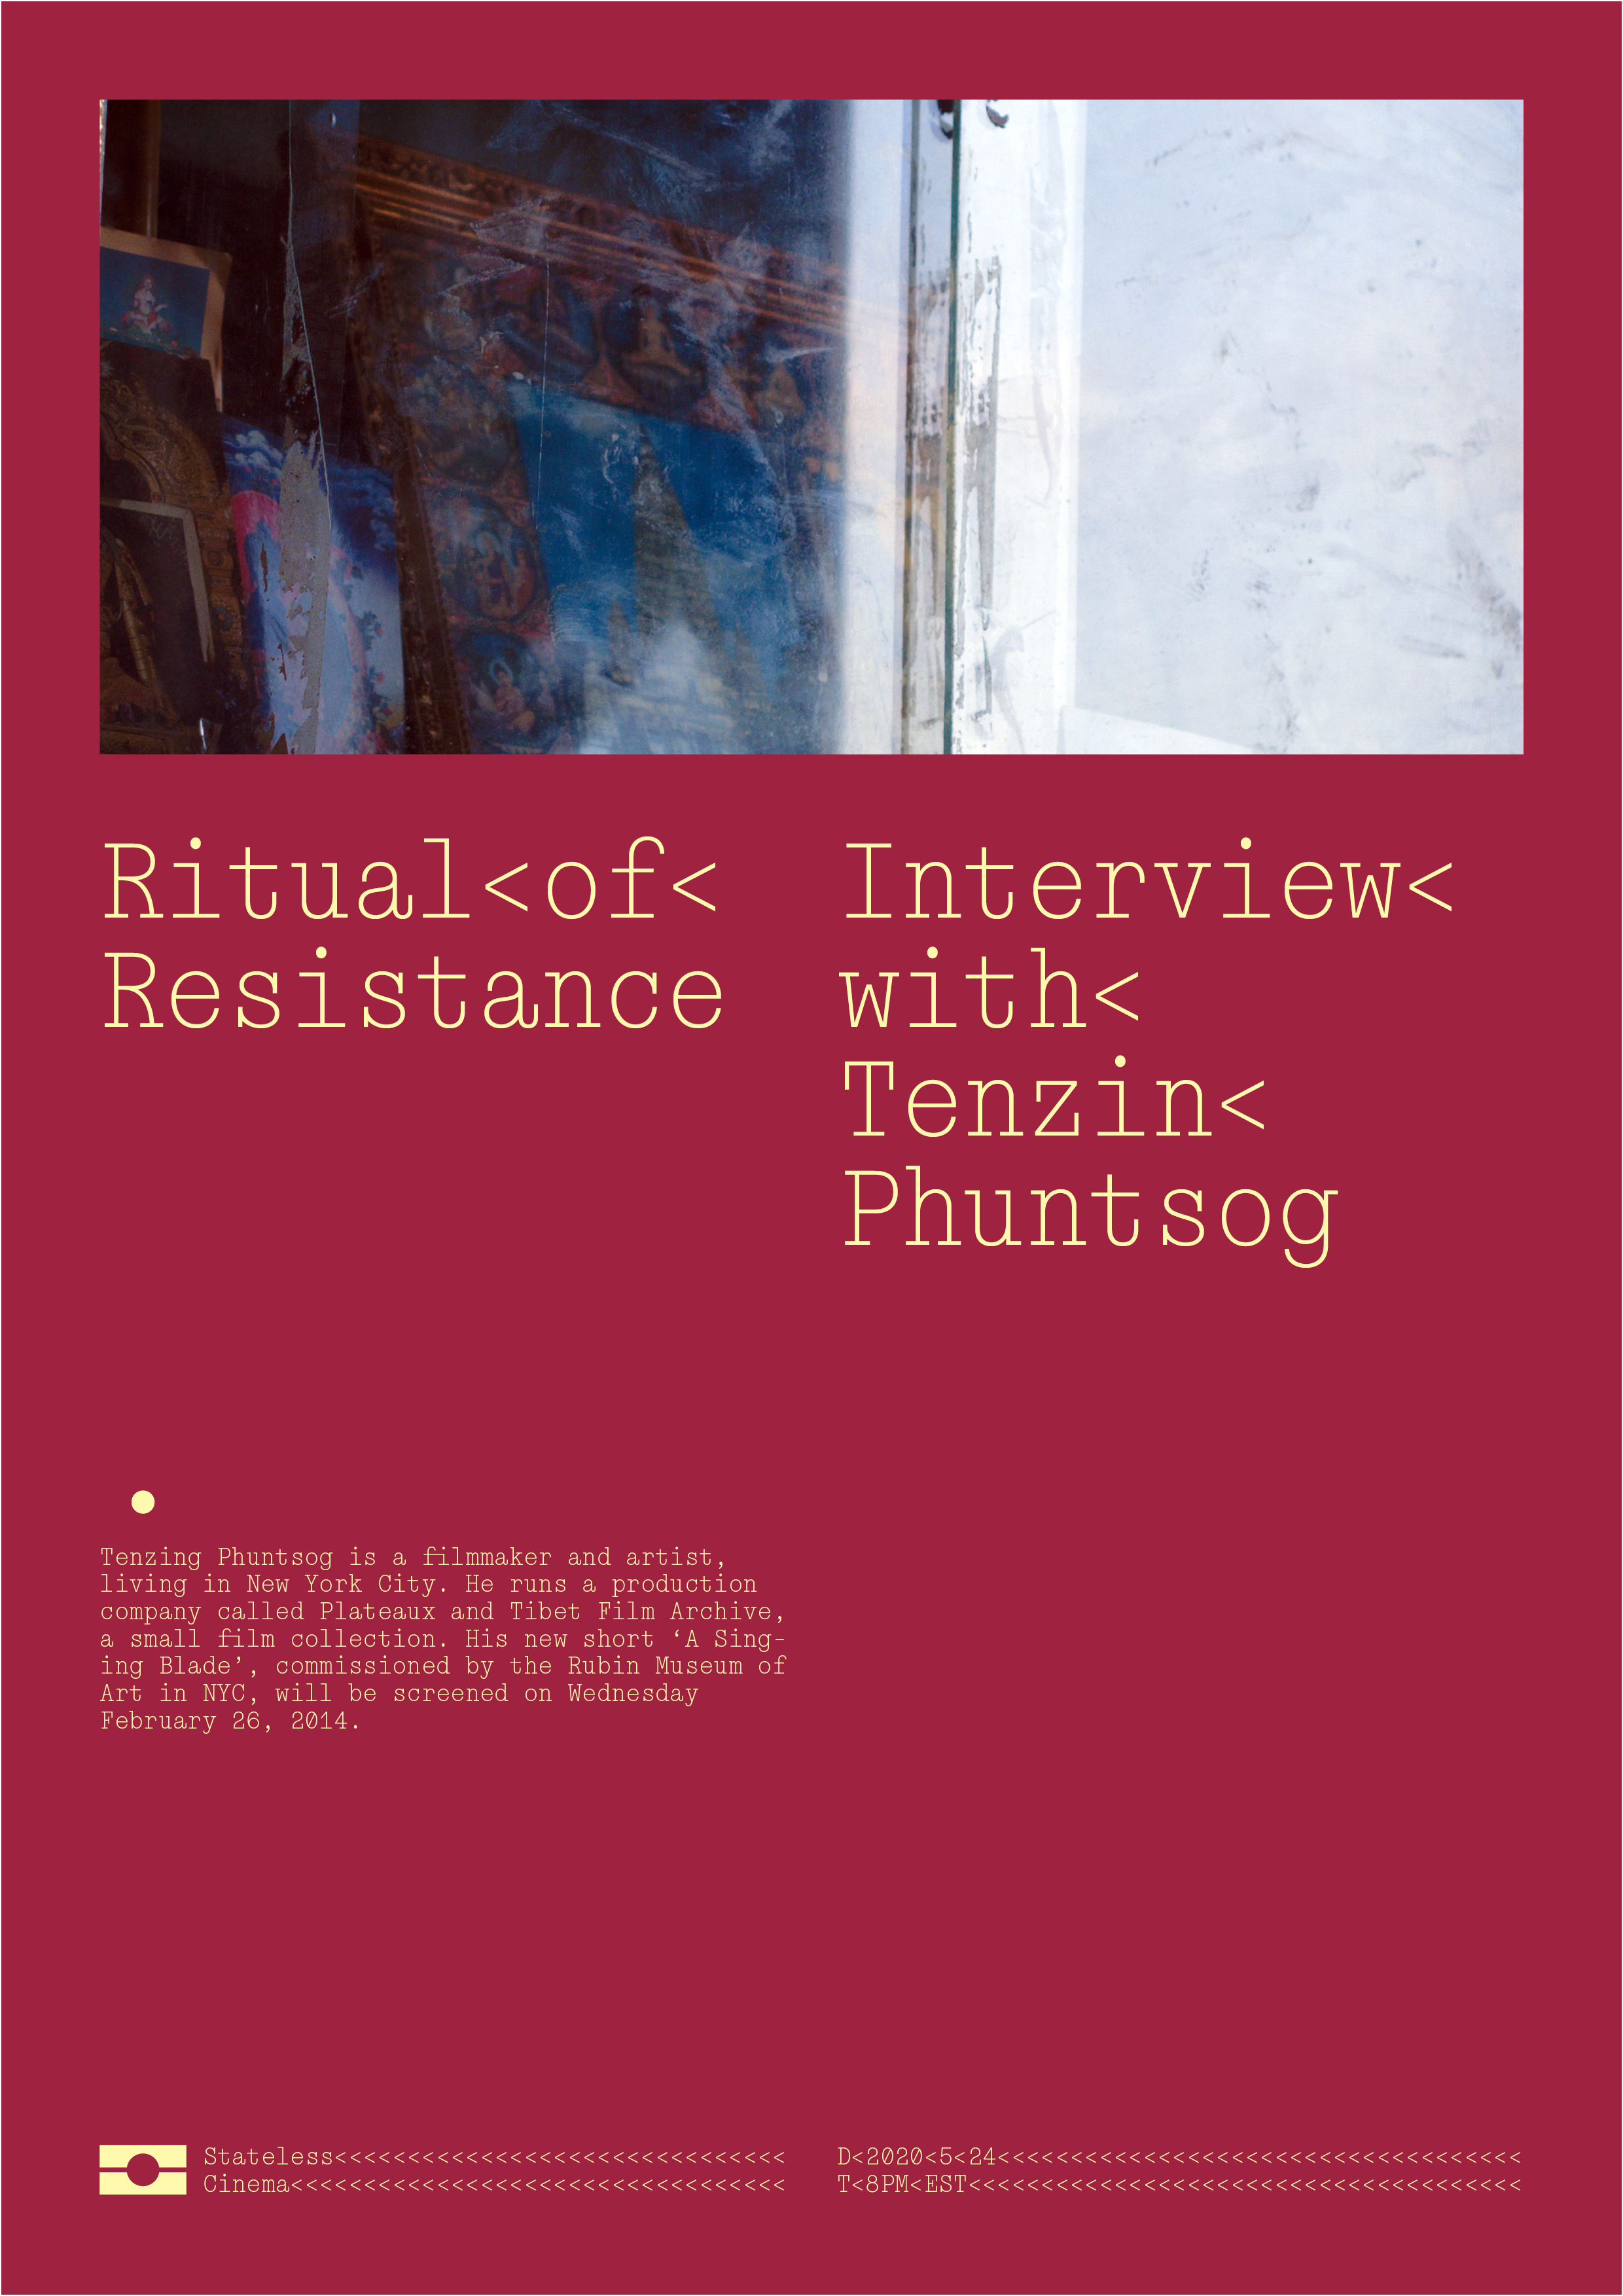 Ritual<of<
Resistance
Interview<
with<
Tenzin<
Phuntsog
Tenzing Phuntsog is a filmmaker and artist,
living in New York City. He runs a production
company called Plateaux and Tibet Film Archive,
a small film collection. His new short ‘A Sing-
ing Blade’, commissioned by the Rubin Museum of
Art in NYC, will be screened on Wednesday
February 26, 2014.
Stateless<<<<<<<<<<<<<<<<<<<<<<<<<<<<<<<
Cinema<<<<<<<<<<<<<<<<<<<<<<<<<<<<<<<<<<
D<2020<5<24<<<<<<<<<<<<<<<<<<<<<<<<<<<<<<<<<<<<
T<8PM<EST<<<<<<<<<<<<<<<<<<<<<<<<<<<<<<<<<<<<<<